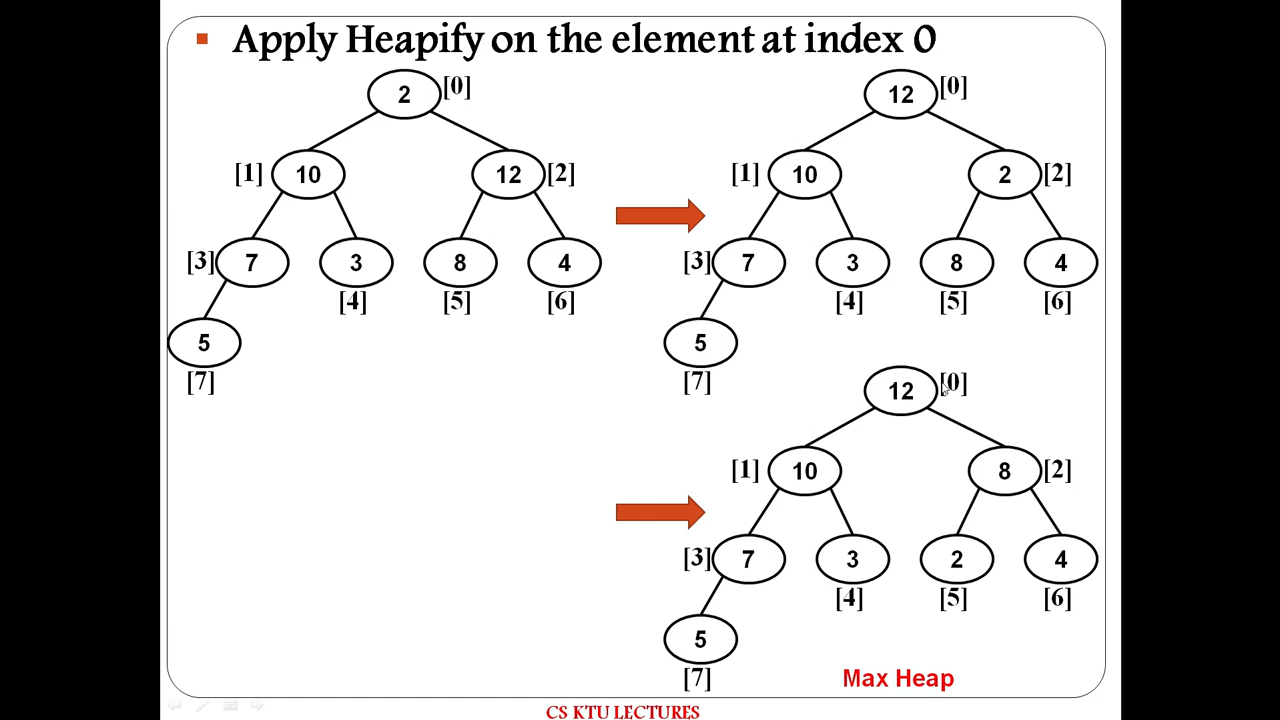 ▪ Apply Heapify on the element at index 0
2 [0]
[1] 10 12 [2]
[3] 7 3 8 4
[4] [5] [6]
5
[7]
12 [0]
[1] 10 2 [2]
[3] 7 3 8 4
[4] [5] [6]
5
[7]
12 [0]
[1] 10 8 [2]
[3] 7 3 2 4
[4] [5] [6]
5
[7]
Max Heap
CS KTU LECTURES